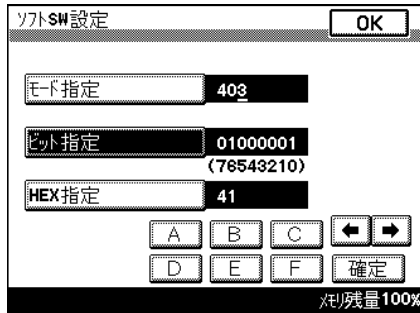 ソフトSW設定 OK
モード指定 403
ビット指定 01000001
(76543210)
HEX指定 41
A B C ← →
D E F 確定
メモリ残量100%